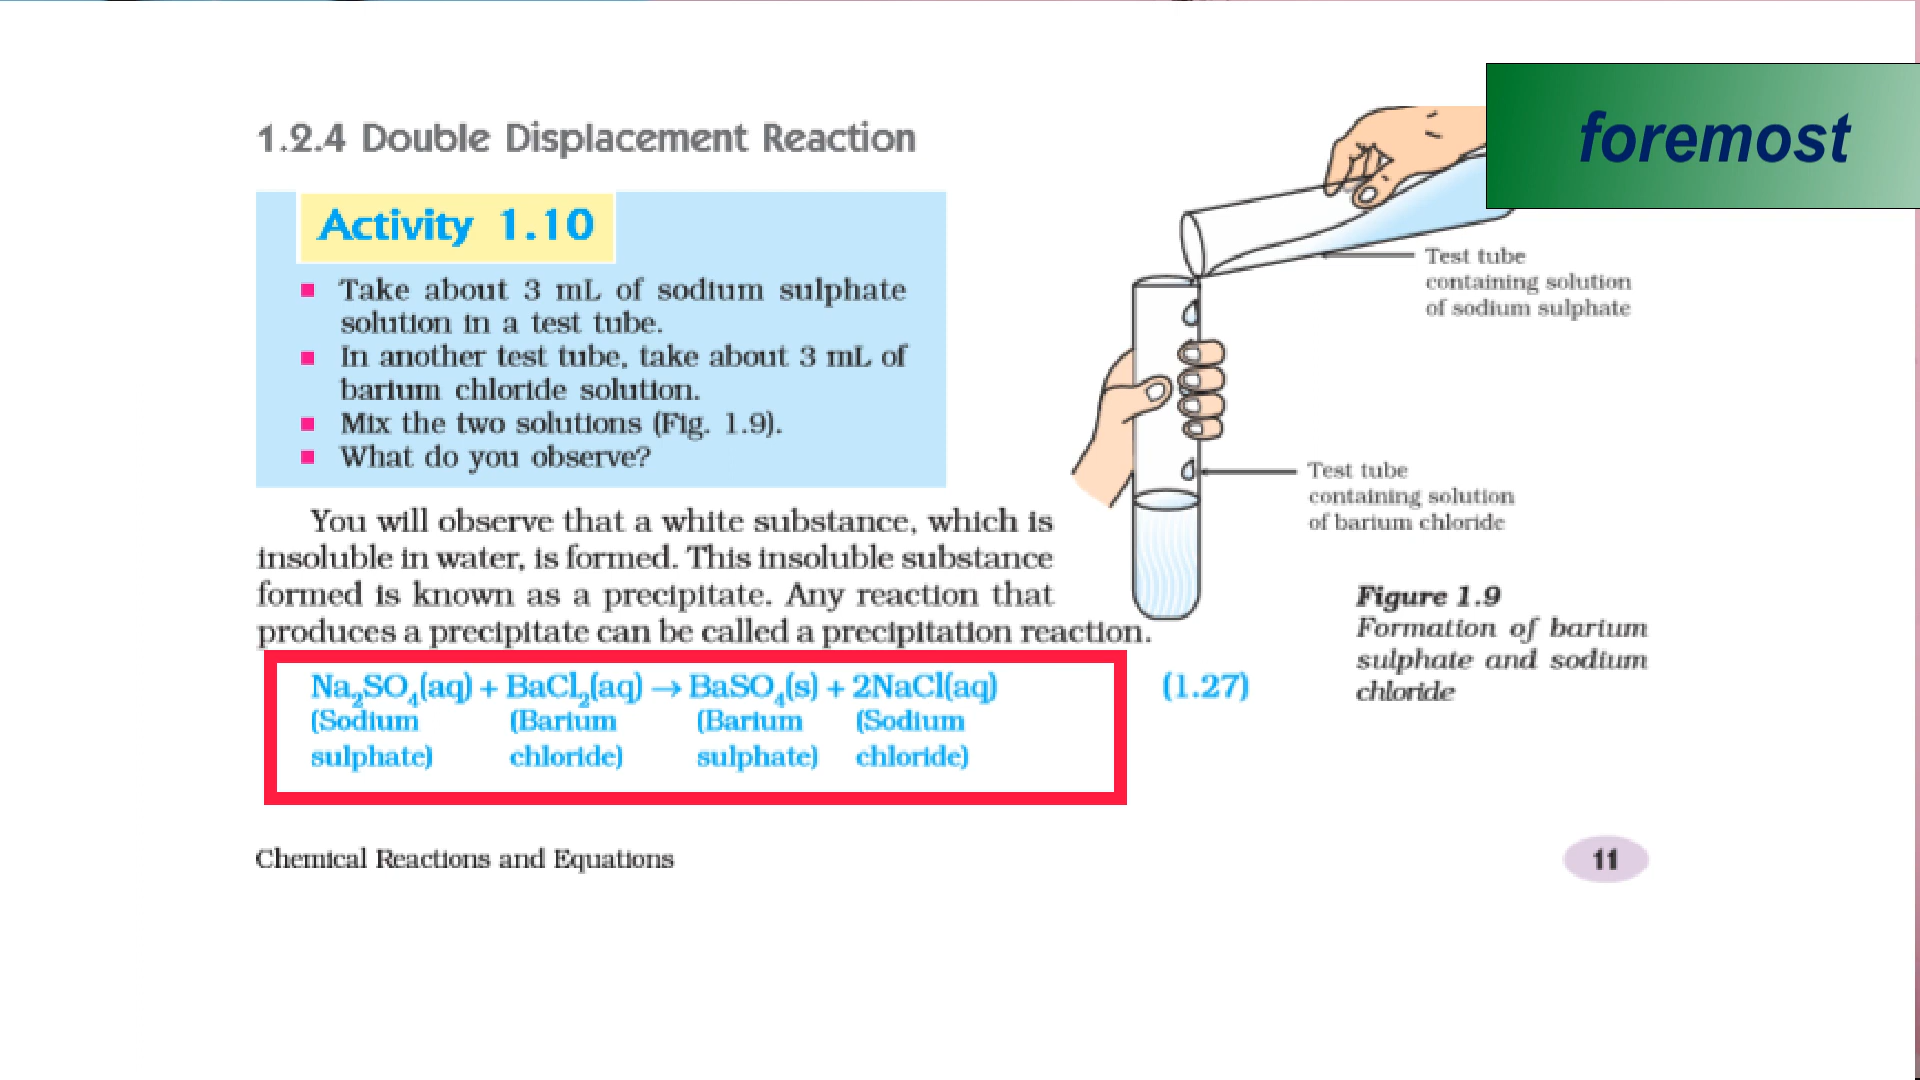 foremost
1.2.4 Double Displacement Reaction
Activity 1.10
▪ Take about 3 mL of sodium sulphate
solution in a test tube.
▪ In another test tube, take about 3 mL of
barium chloride solution.
▪ Mix the two solutions (Fig. 1.9).
▪ What do you observe?
Test tube
containing solution
of sodium sulphate
Test tube
containing solution
of barium chloride
You will observe that a white substance, which is
insoluble in water, is formed. This insoluble substance
formed is known as a precipitate. Any reaction that
produces a precipitate can be called a precipitation reaction.
Figure 1.9
Formation of barium
sulphate and sodium
chloride
Na₂SO₄(aq) + BaCl₂(aq) → BaSO₄(s) + 2NaCl(aq) (1.27)
(Sodium (Barium (Barium (Sodium
sulphate) chloride) sulphate) chloride)
Chemical Reactions and Equations
11